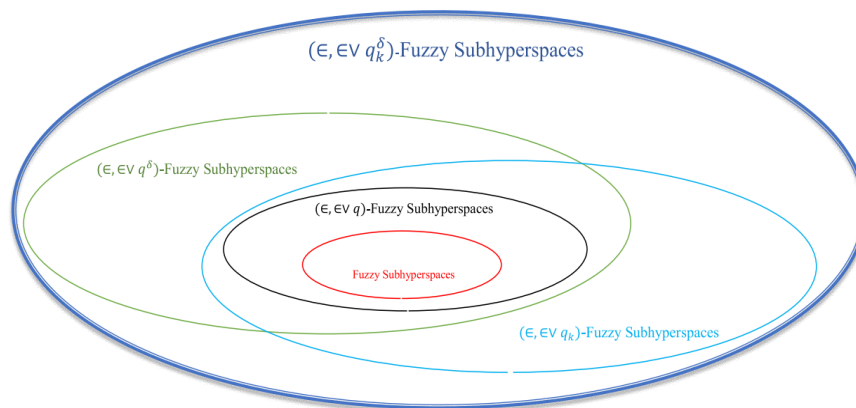 (∈, ∈∨ q_k^δ)-Fuzzy Subhyperspaces
(∈, ∈∨ q^δ)-Fuzzy Subhyperspaces
(∈, ∈∨ q)-Fuzzy Subhyperspaces
Fuzzy Subhyperspaces
(∈, ∈∨ q_k)-Fuzzy Subhyperspaces